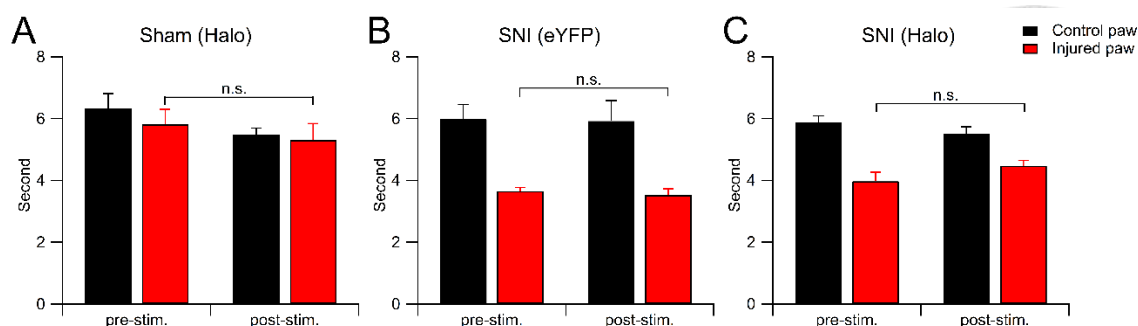 A
Sham (Halo)
8
6
4
2
0
Second
n.s.
pre-stim.
post-stim.
B
SNI (eYFP)
8
6
4
2
0
Second
n.s.
pre-stim.
post-stim.
C
SNI (Halo)
8
6
4
2
0
Second
n.s.
pre-stim.
post-stim.
Control paw
Injured paw